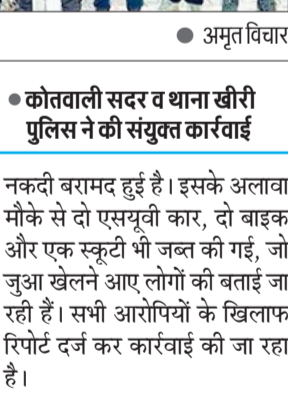 ● अमृत विचार
● कोतवाली सदर व थाना खीरी
पुलिस ने की संयुक्त कार्रवाई
नकदी बरामद हुई है। इसके अलावा
मौके से दो एसयूवी कार, दो बाइक
और एक स्कूटी भी जब्त की गई, जो
जुआ खेलने आए लोगों की बताई जा
रही हैं। सभी आरोपियों के खिलाफ
रिपोर्ट दर्ज कर कार्रवाई की जा रहा
है।